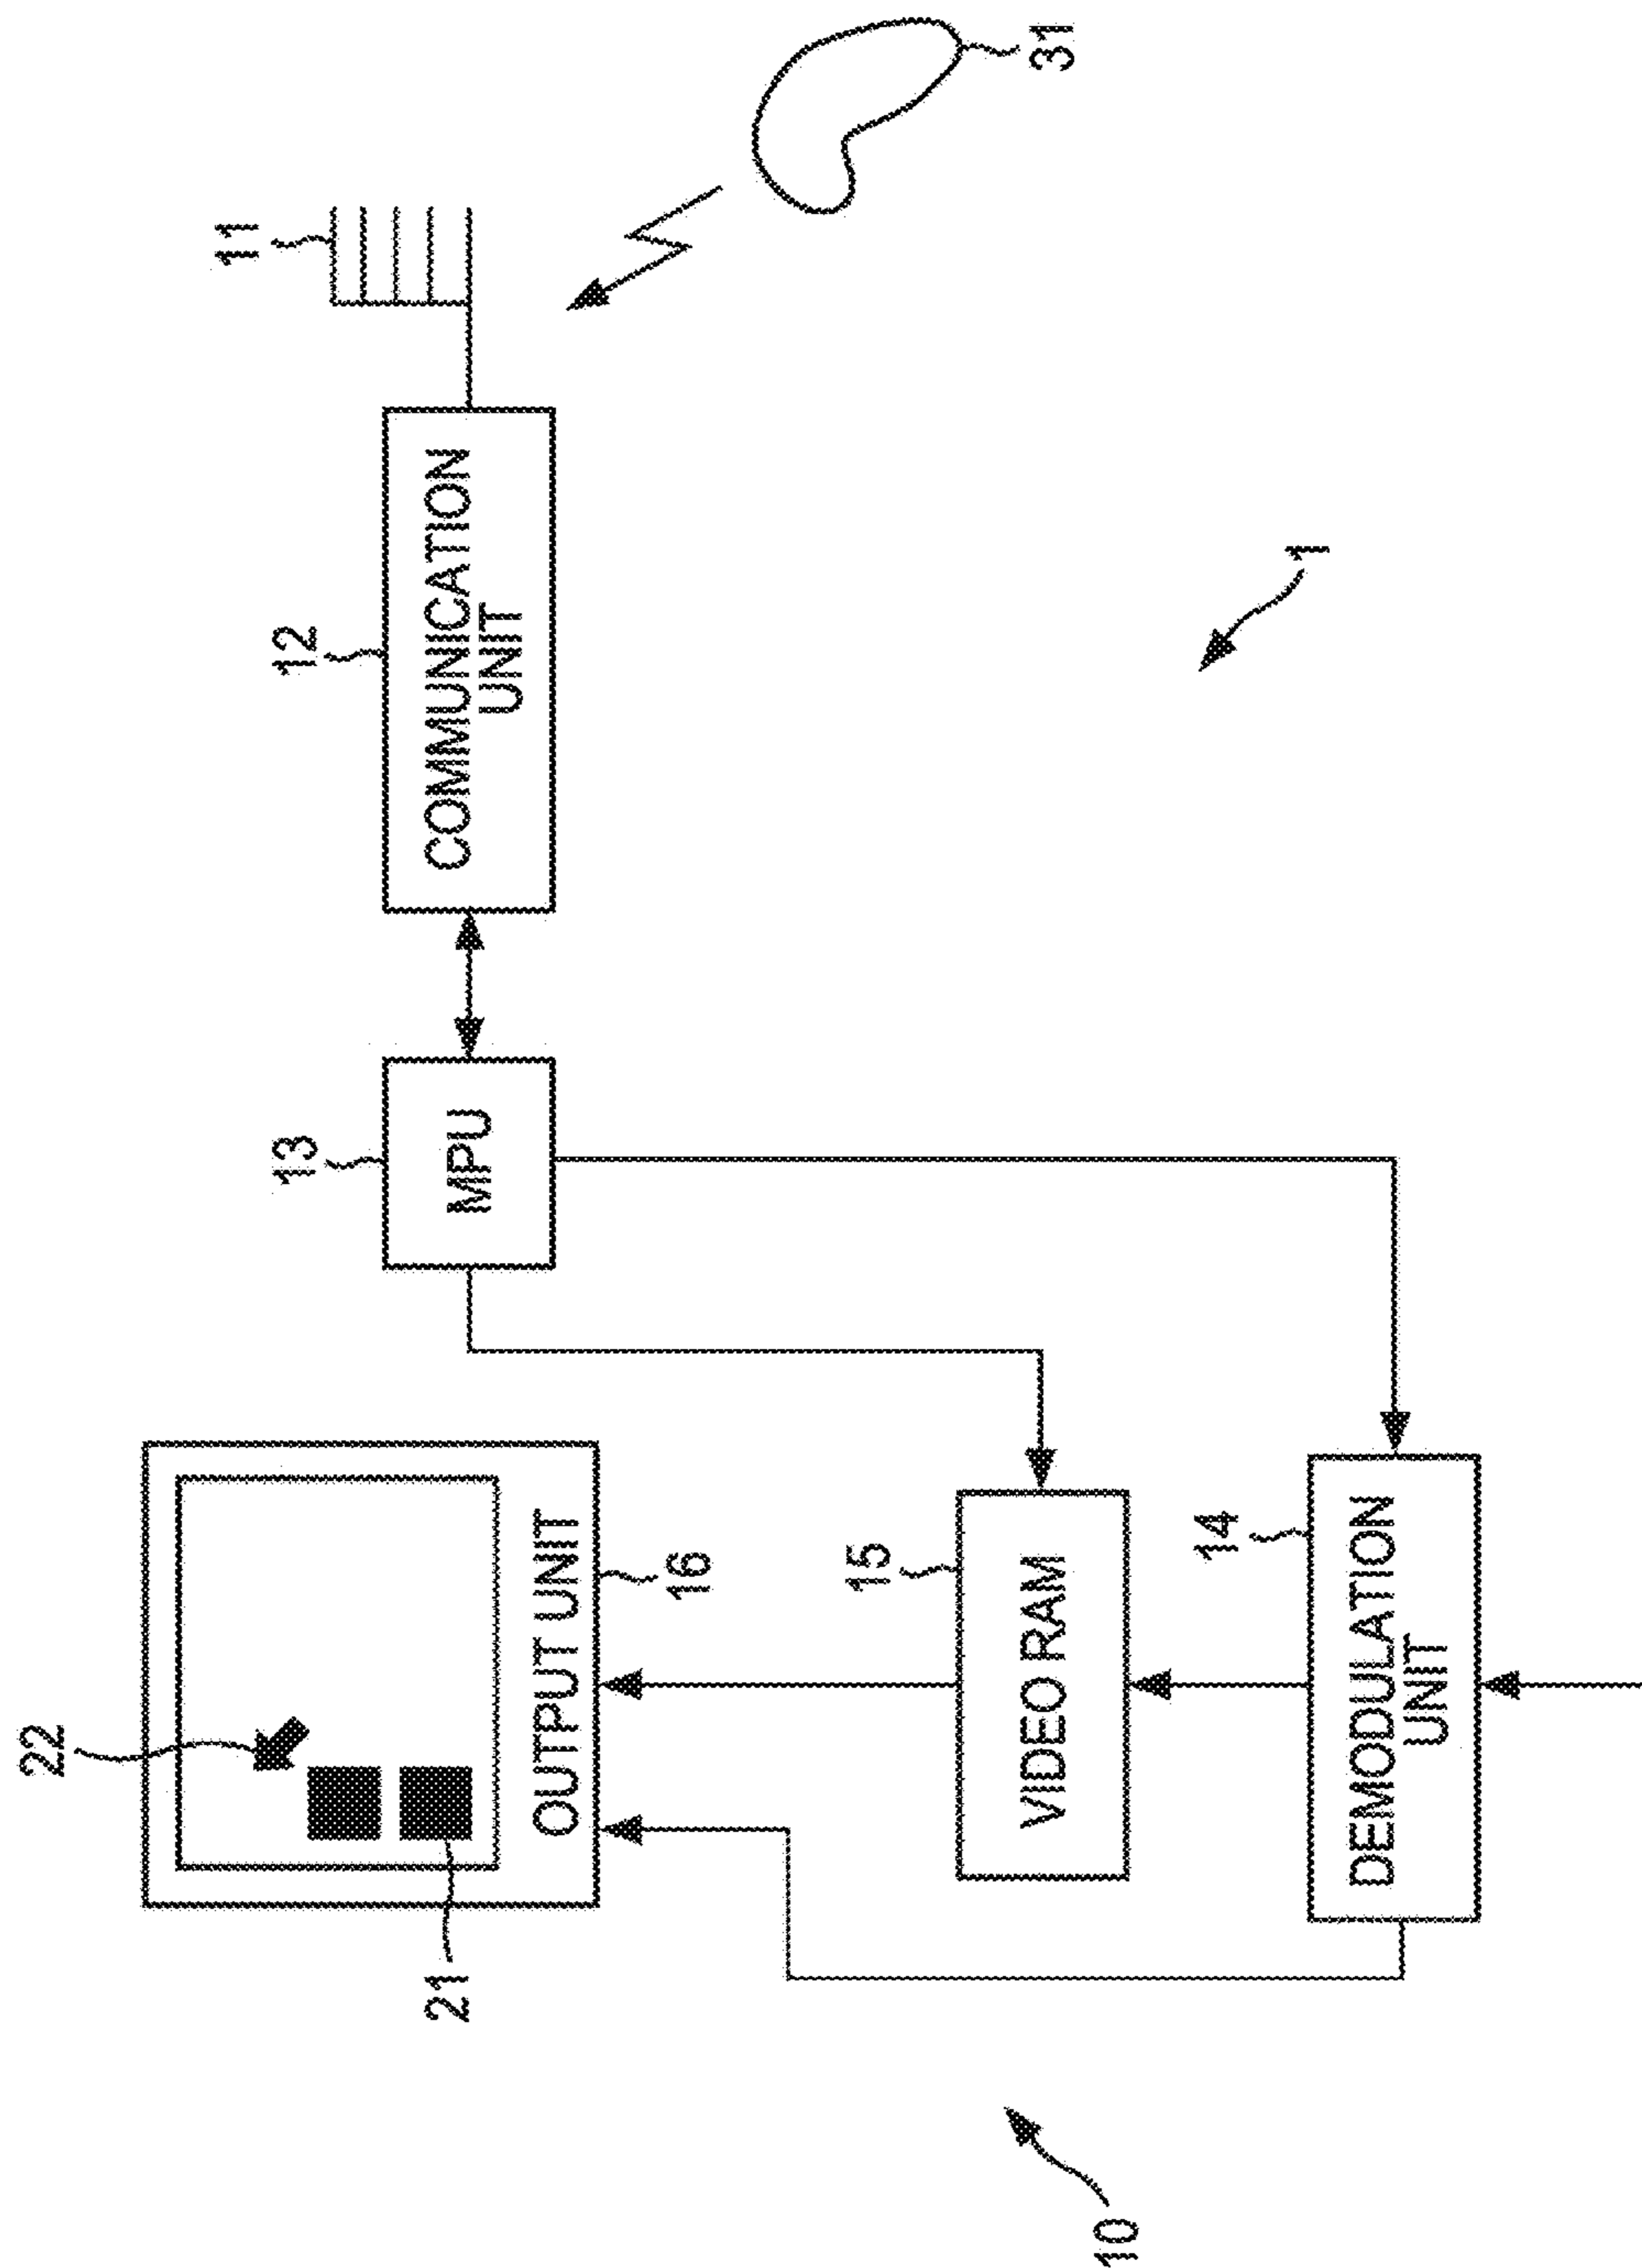 22
11
13
12
21
MPU
COMMUNICATION
UNIT
OUTPUT UNIT
16
15
VIDEO RAM
31
10
14
1
DEMODULATION
UNIT